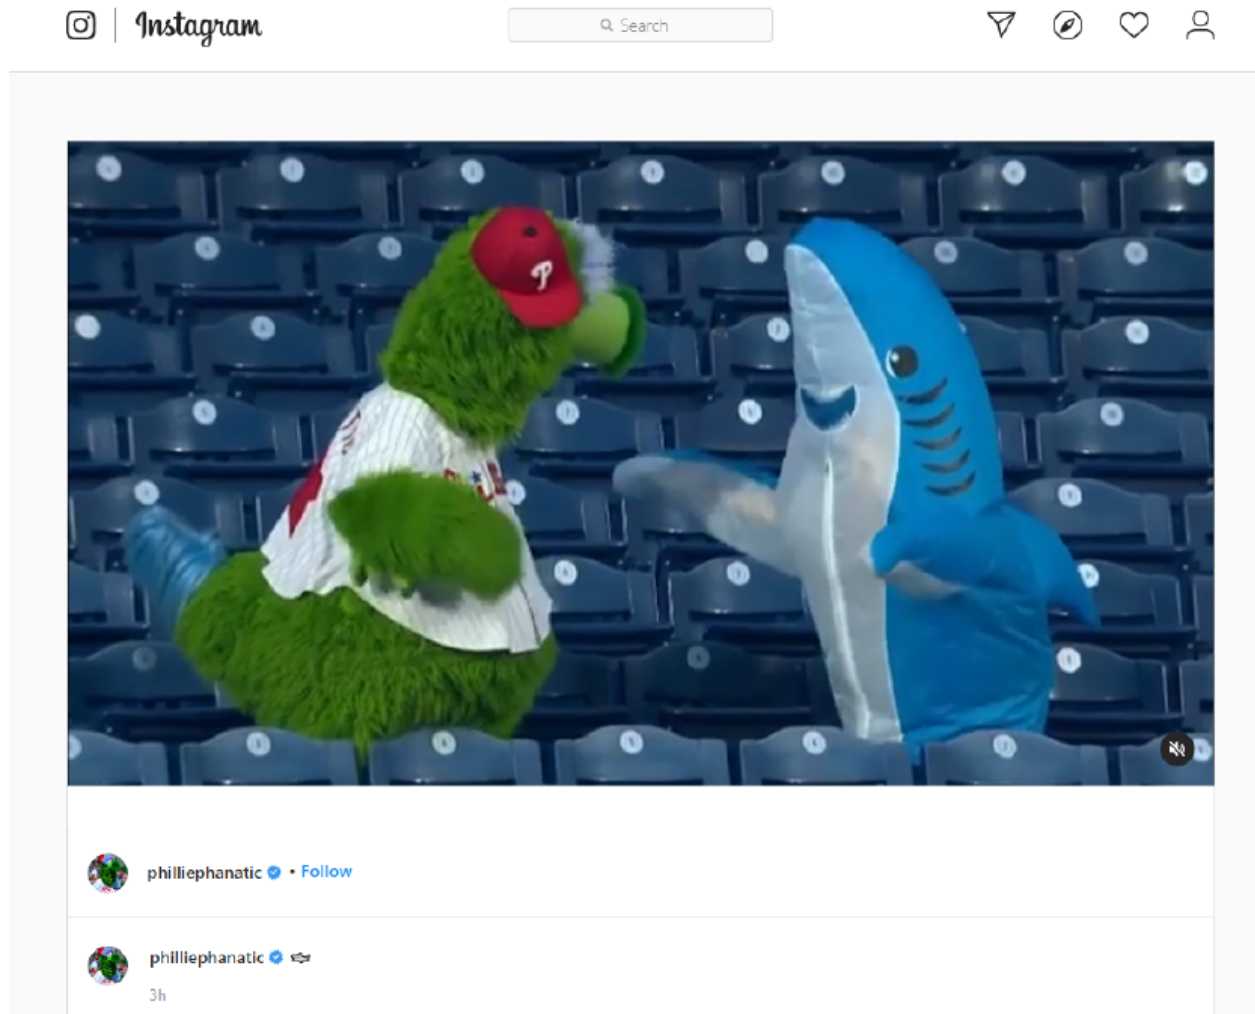 Instagram
Search
P
philliephanatic • Follow
philliephanatic
3h